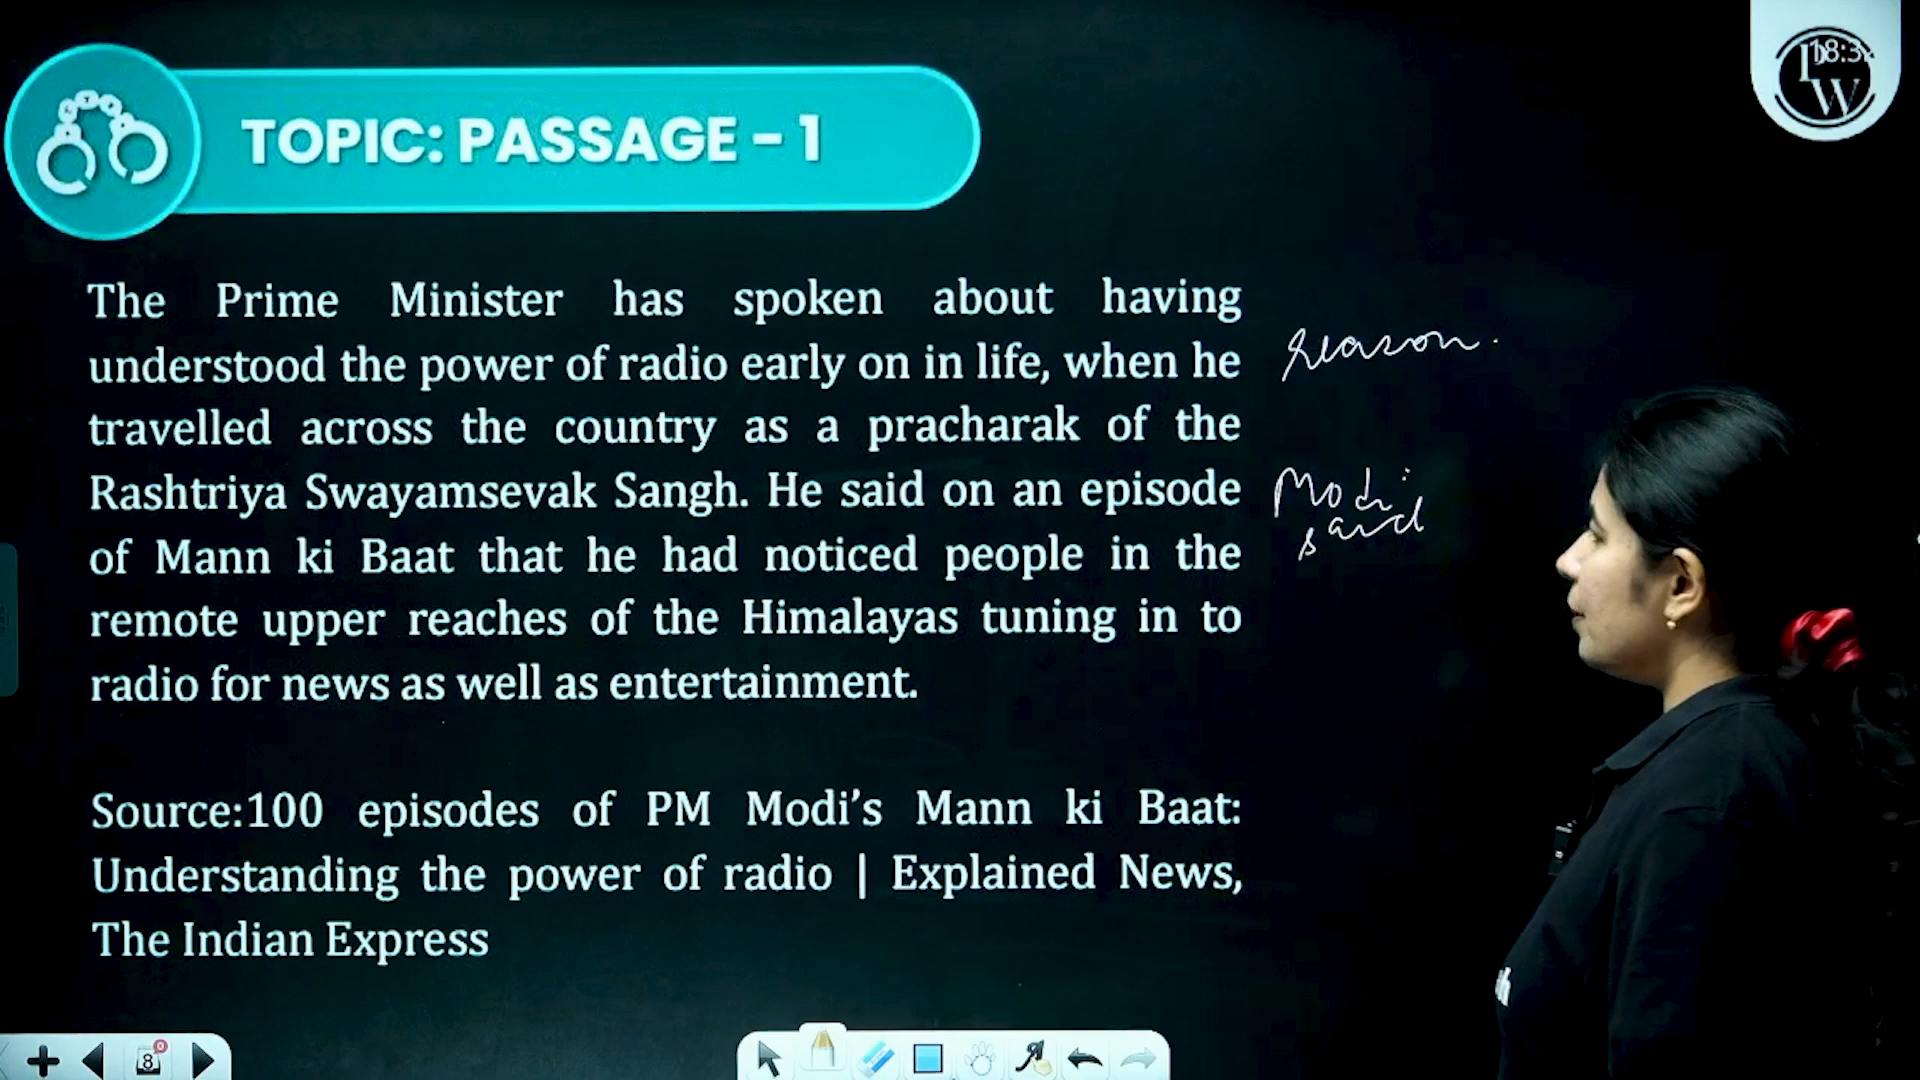 TOPIC: PASSAGE – 1
The Prime Minister has spoken about having
understood the power of radio early on in life, when he
travelled across the country as a pracharak of the
Rashtriya Swayamsevak Sangh. He said on an episode
of Mann ki Baat that he had noticed people in the
remote upper reaches of the Himalayas tuning in to
radio for news as well as entertainment.
reason.
Modi
said
Source:100 episodes of PM Modi’s Mann ki Baat:
Understanding the power of radio | Explained News,
The Indian Express
PW
8
0